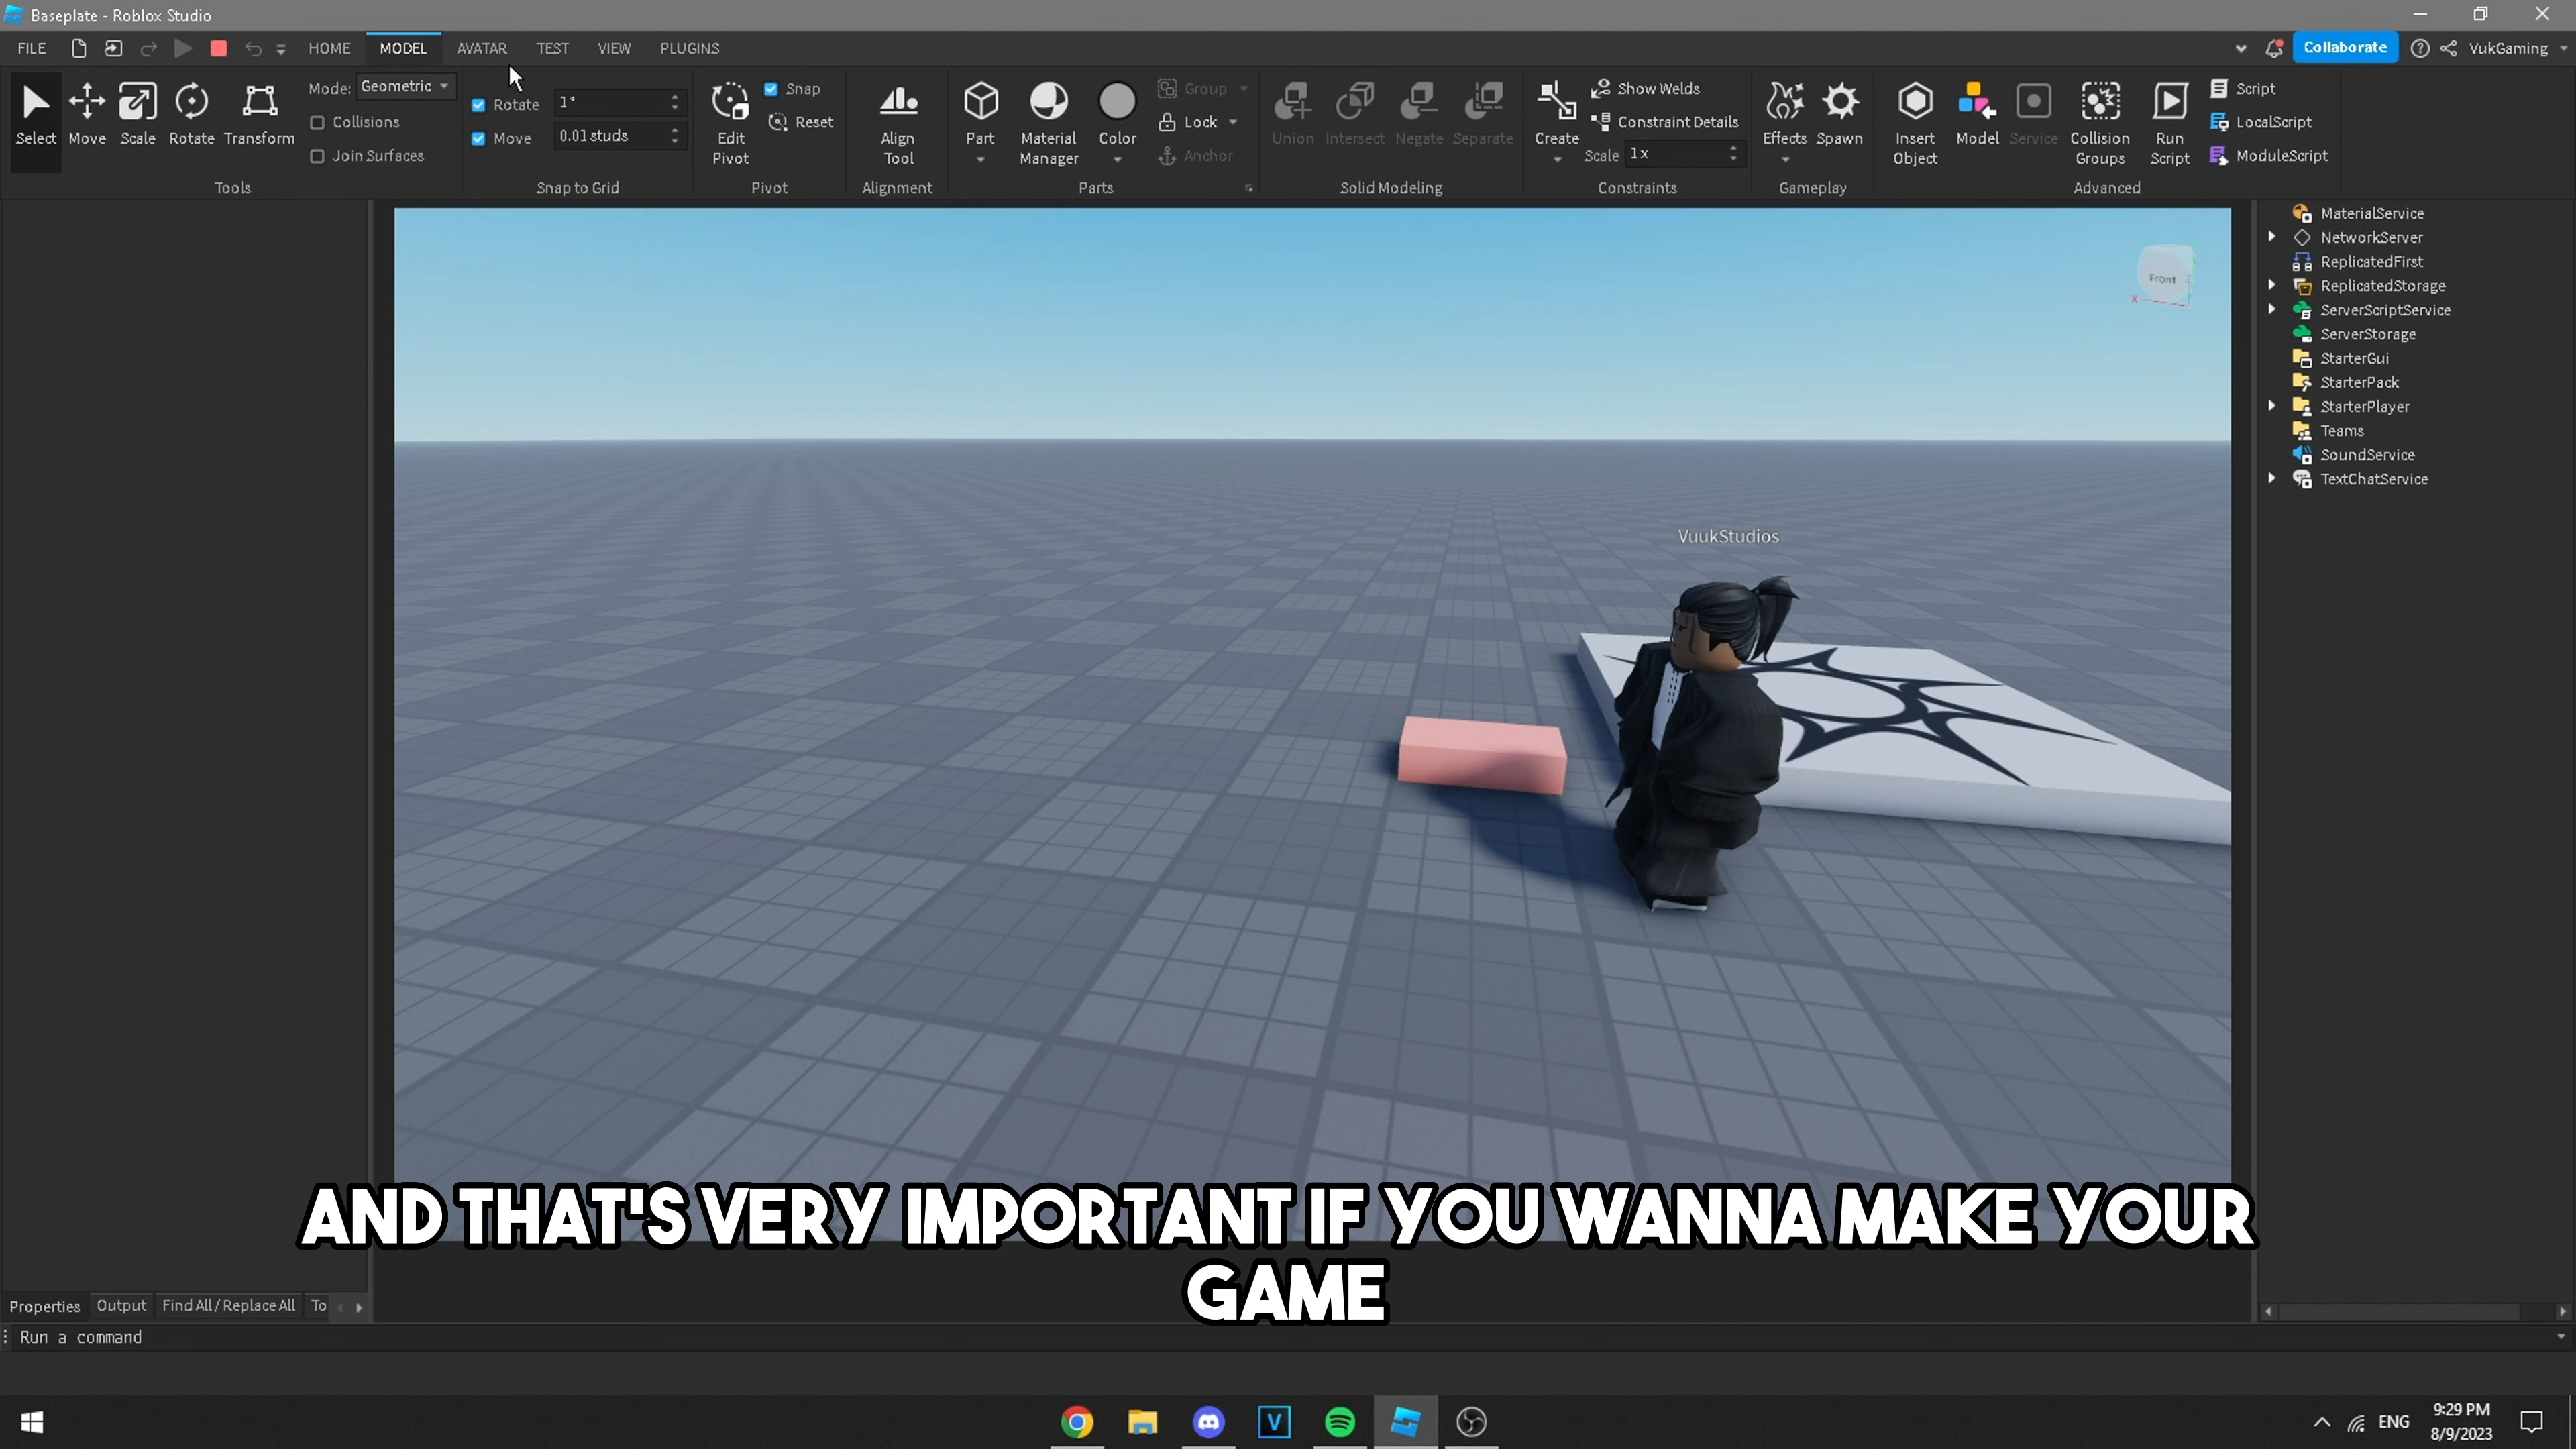 Baseplate - Roblox Studio
FILE HOME MODEL AVATAR TEST VIEW PLUGINS Collaborate VukGaming
Select Move Scale Rotate Transform
Mode: Geometric
Collisions
Join Surfaces
Tools
Rotate 1°
Move 0.01 studs
Snap to Grid
Edit Pivot
Snap
Reset
Pivot
Align Tool
Alignment
Part
Material Manager
Color
Group
Lock
Anchor
Parts
Union Intersect Negate Separate
Solid Modeling
Create
Show Welds
Constraint Details
Scale 1x
Constraints
Effects Spawn
Gameplay
Insert Object
Model
Service
Collision Groups
Run Script
Script
LocalScript
ModuleScript
Advanced
Front
X
MaterialService
NetworkServer
ReplicatedFirst
ReplicatedStorage
ServerScriptService
ServerStorage
StarterGui
StarterPack
StarterPlayer
Teams
SoundService
TextChatService
VuukStudios
AND THAT'S VERY IMPORTANT IF YOU WANNA MAKE YOUR
GAME
Properties Output Find All / Replace All To
Run a command
V
ENG
9:29 PM
8/9/2023